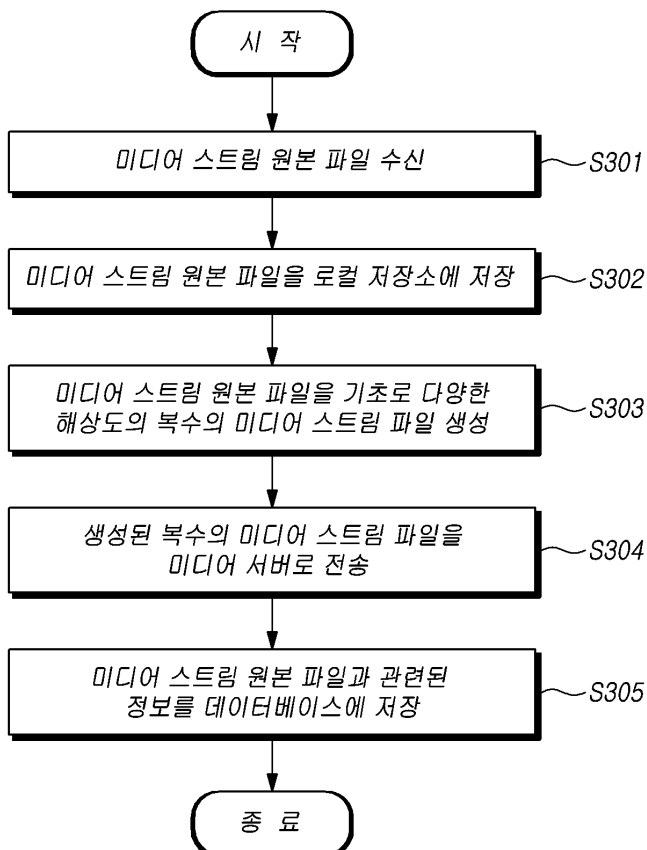 시 작
미디어 스트림 원본 파일 수신
S301
미디어 스트림 원본 파일을 로컬 저장소에 저장
S302
미디어 스트림 원본 파일을 기초로 다양한
해상도의 복수의 미디어 스트림 파일 생성
S303
생성된 복수의 미디어 스트림 파일을
미디어 서버로 전송
S304
미디어 스트림 원본 파일과 관련된
정보를 데이터베이스에 저장
S305
종 료